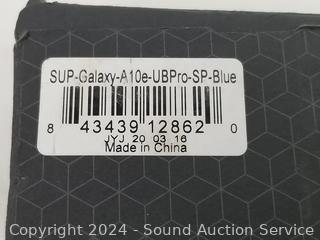 SUP-Galaxy-A10e-UBPro-SP-Blue
8 43439 12862 0
JYJ 20 03 16
Made in China
Copyright 2024 - Sound Auction Service